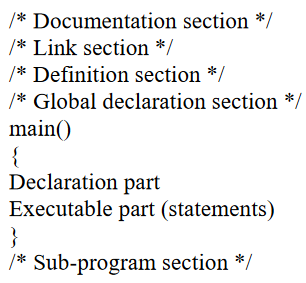 /* Documentation section */
/* Link section */
/* Definition section */
/* Global declaration section */
main()
{
Declaration part
Executable part (statements)
}
/* Sub-program section */